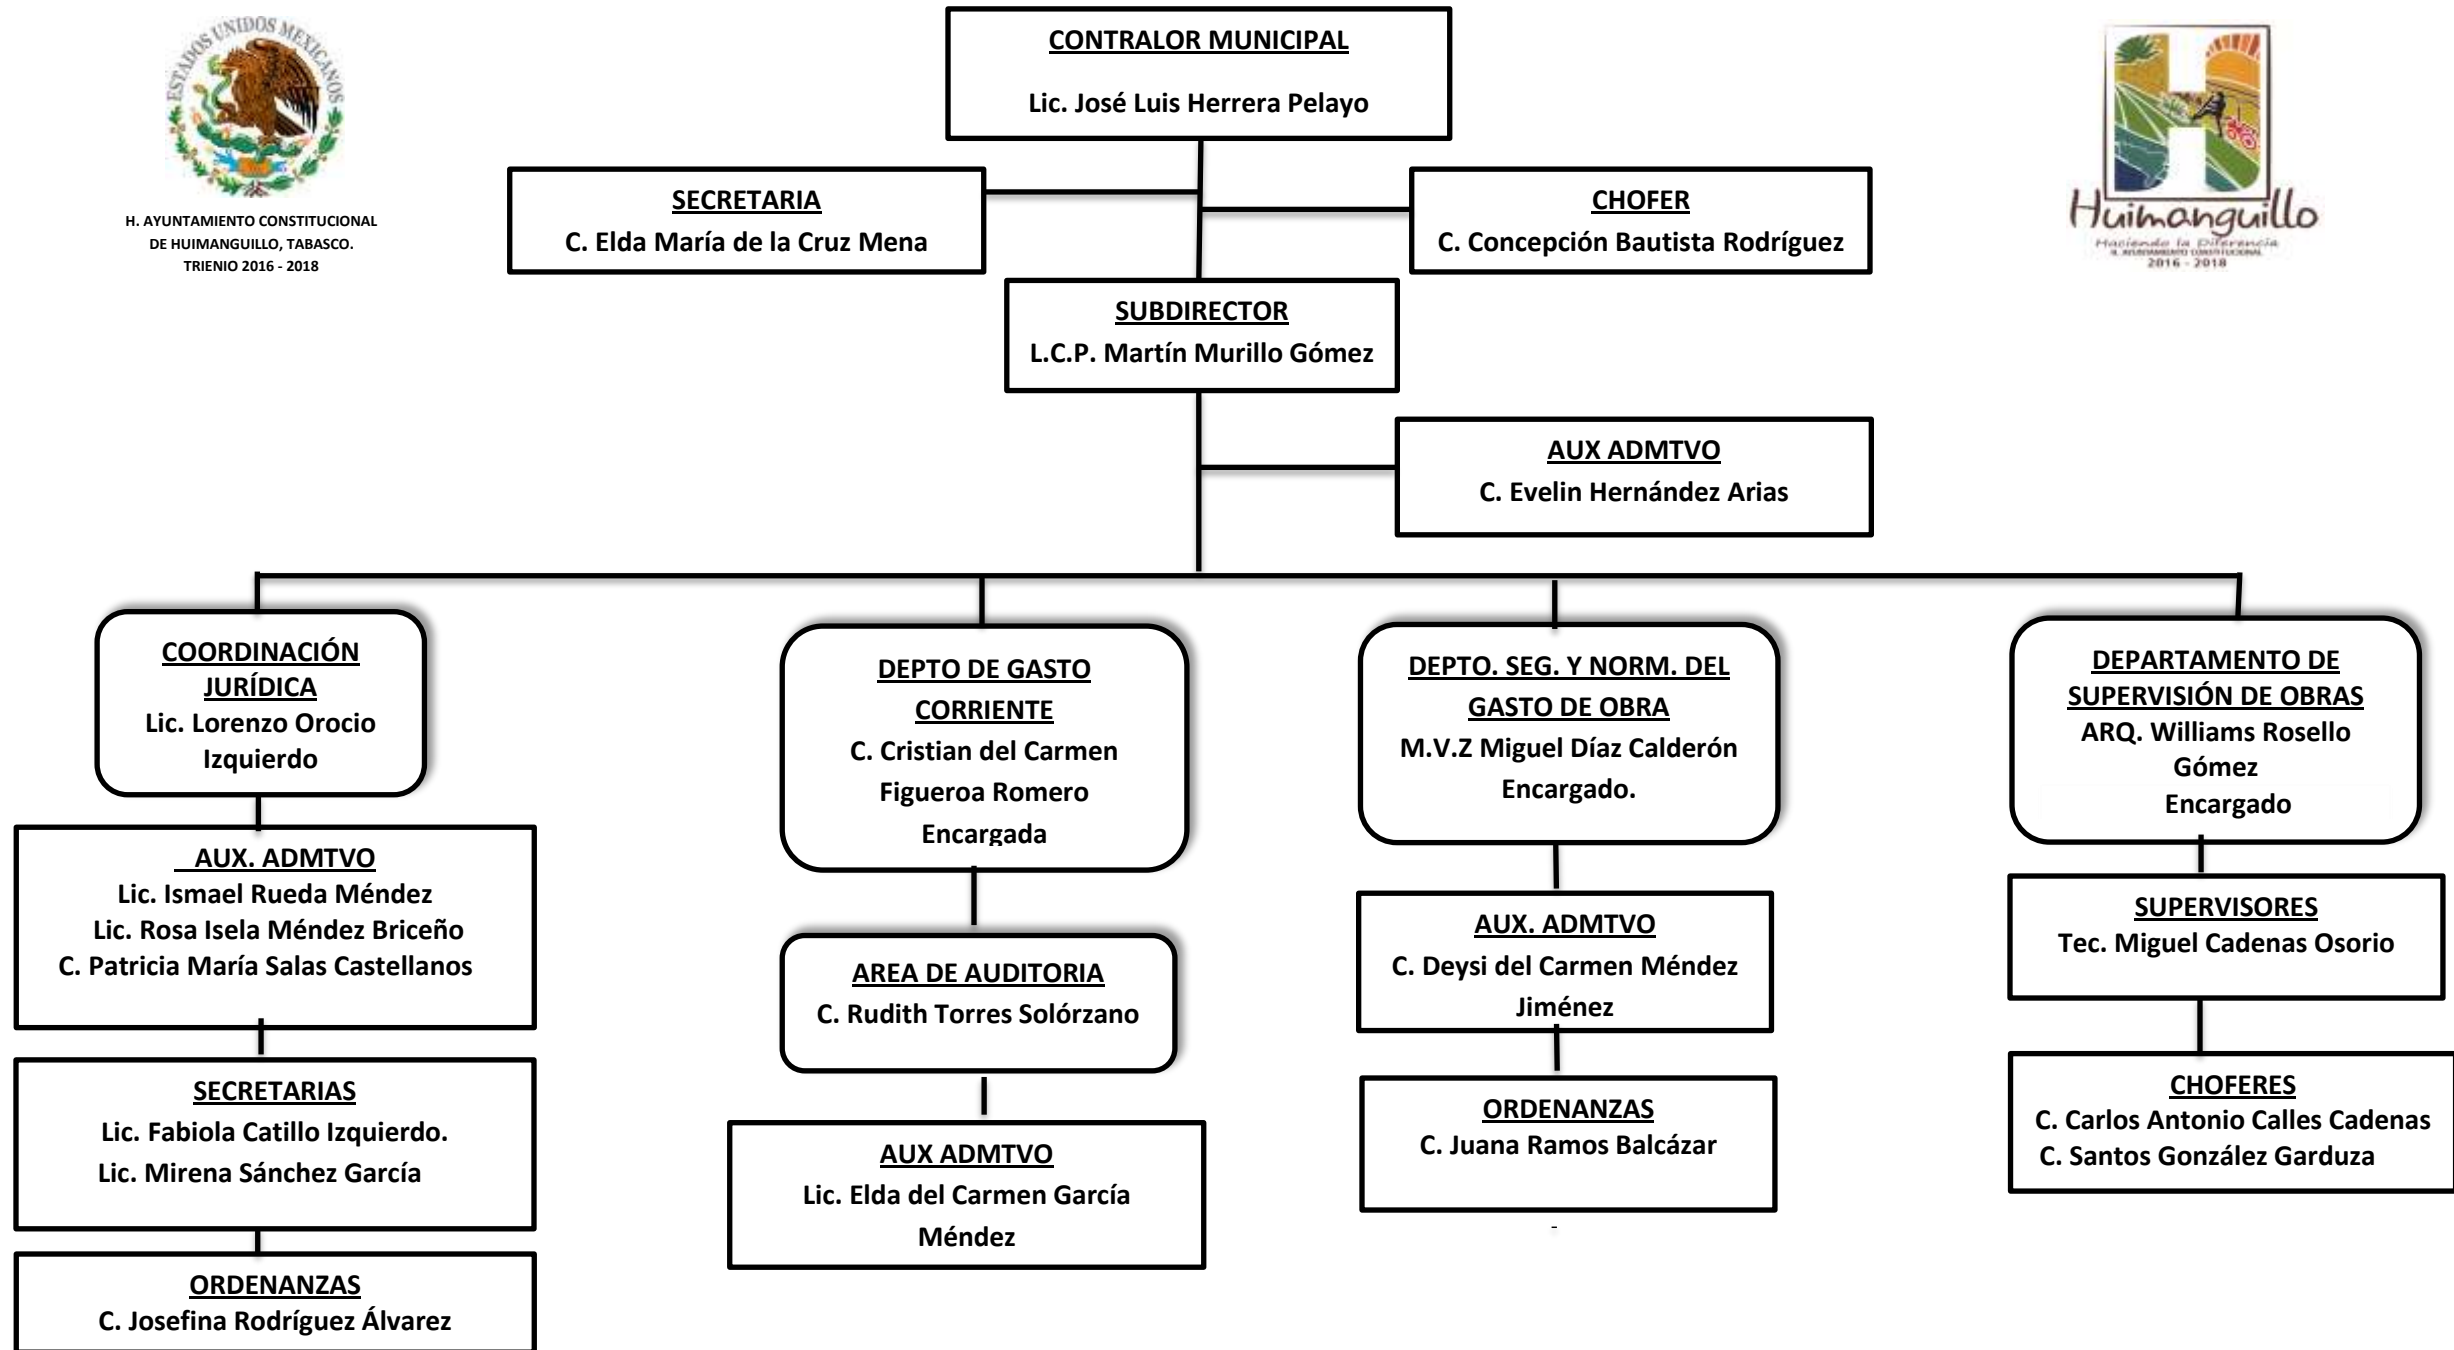 ESTADOS UNIDOS MEXICANOS
H. AYUNTAMIENTO CONSTITUCIONAL
DE HUIMANGUILLO, TABASCO.
TRIENIO 2016 - 2018
CONTRALOR MUNICIPAL
Lic. José Luis Herrera Pelayo
Huimanguillo
Haciendo la Diferencia
H. AYUNTAMIENTO CONSTITUCIONAL
2016 - 2018
SECRETARIA
C. Elda María de la Cruz Mena
CHOFER
C. Concepción Bautista Rodríguez
SUBDIRECTOR
L.C.P. Martín Murillo Gómez
AUX ADMTVO
C. Evelin Hernández Arias
COORDINACIÓN
JURÍDICA
Lic. Lorenzo Orocio
Izquierdo
AUX. ADMTVO
Lic. Ismael Rueda Méndez
Lic. Rosa Isela Méndez Briceño
C. Patricia María Salas Castellanos
SECRETARIAS
Lic. Fabiola Catillo Izquierdo.
Lic. Mirena Sánchez García
ORDENANZAS
C. Josefina Rodríguez Álvarez
DEPTO DE GASTO
CORRIENTE
C. Cristian del Carmen
Figueroa Romero
Encargada
AREA DE AUDITORIA
C. Rudith Torres Solórzano
AUX ADMTVO
Lic. Elda del Carmen García
Méndez
DEPTO. SEG. Y NORM. DEL
GASTO DE OBRA
M.V.Z Miguel Díaz Calderón
Encargado.
AUX. ADMTVO
C. Deysi del Carmen Méndez
Jiménez
ORDENANZAS
C. Juana Ramos Balcázar
-
DEPARTAMENTO DE
SUPERVISIÓN DE OBRAS
ARQ. Williams Rosello
Gómez
Encargado
SUPERVISORES
Tec. Miguel Cadenas Osorio
CHOFERES
C. Carlos Antonio Calles Cadenas
C. Santos González Garduza